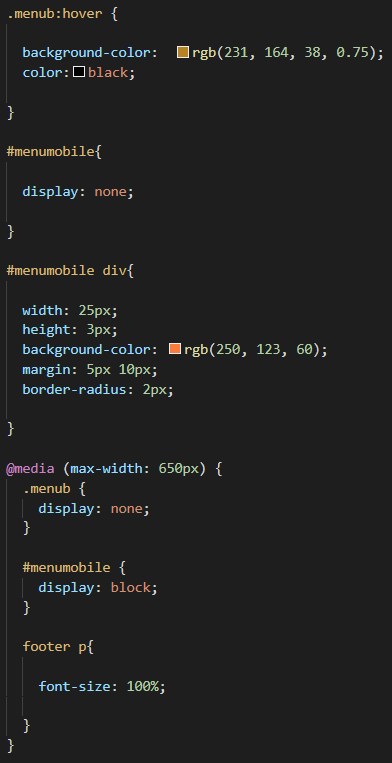 .menub:hover {
background-color: rgb(231, 164, 38, 0.75);
color: black;
}
#menumobile{
display: none;
}
#menumobile div{
width: 25px;
height: 3px;
background-color: rgb(250, 123, 60);
margin: 5px 10px;
border-radius: 2px;
}
@media (max-width: 650px) {
.menub {
display: none;
}
#menumobile {
display: block;
}
footer p{
font-size: 100%;
}
}